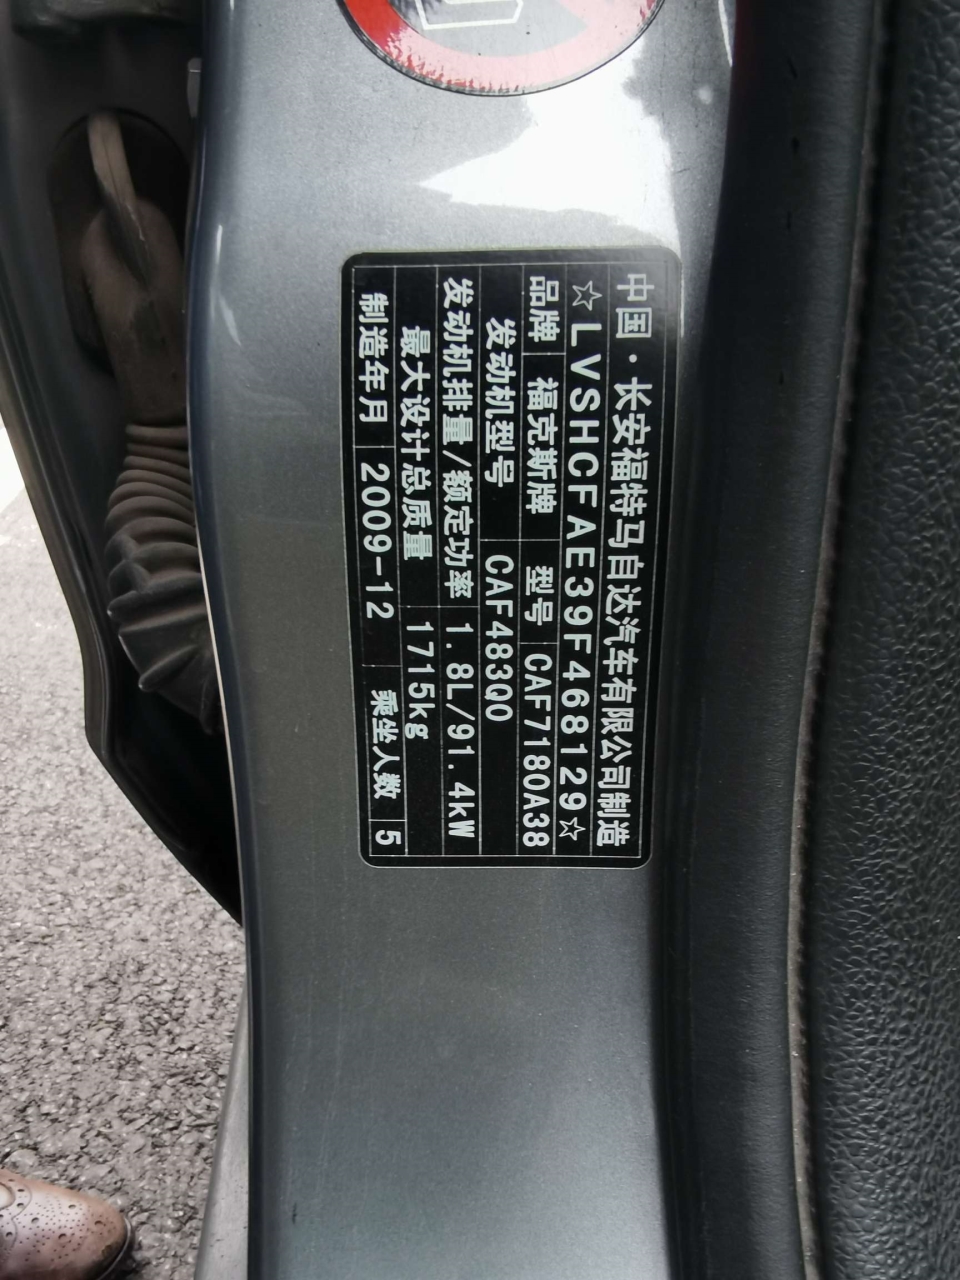 中国·长安福特马自达汽车有限公司制造
☆LVSHCFAE39F468129☆
品牌 福克斯牌 型号 CAF7180A38
发动机型号 CAF483Q0
发动机排量/额定功率 1.8L/91.4kW
最大设计总质量 1715kg
制造年月 2009-12 乘坐人数 5